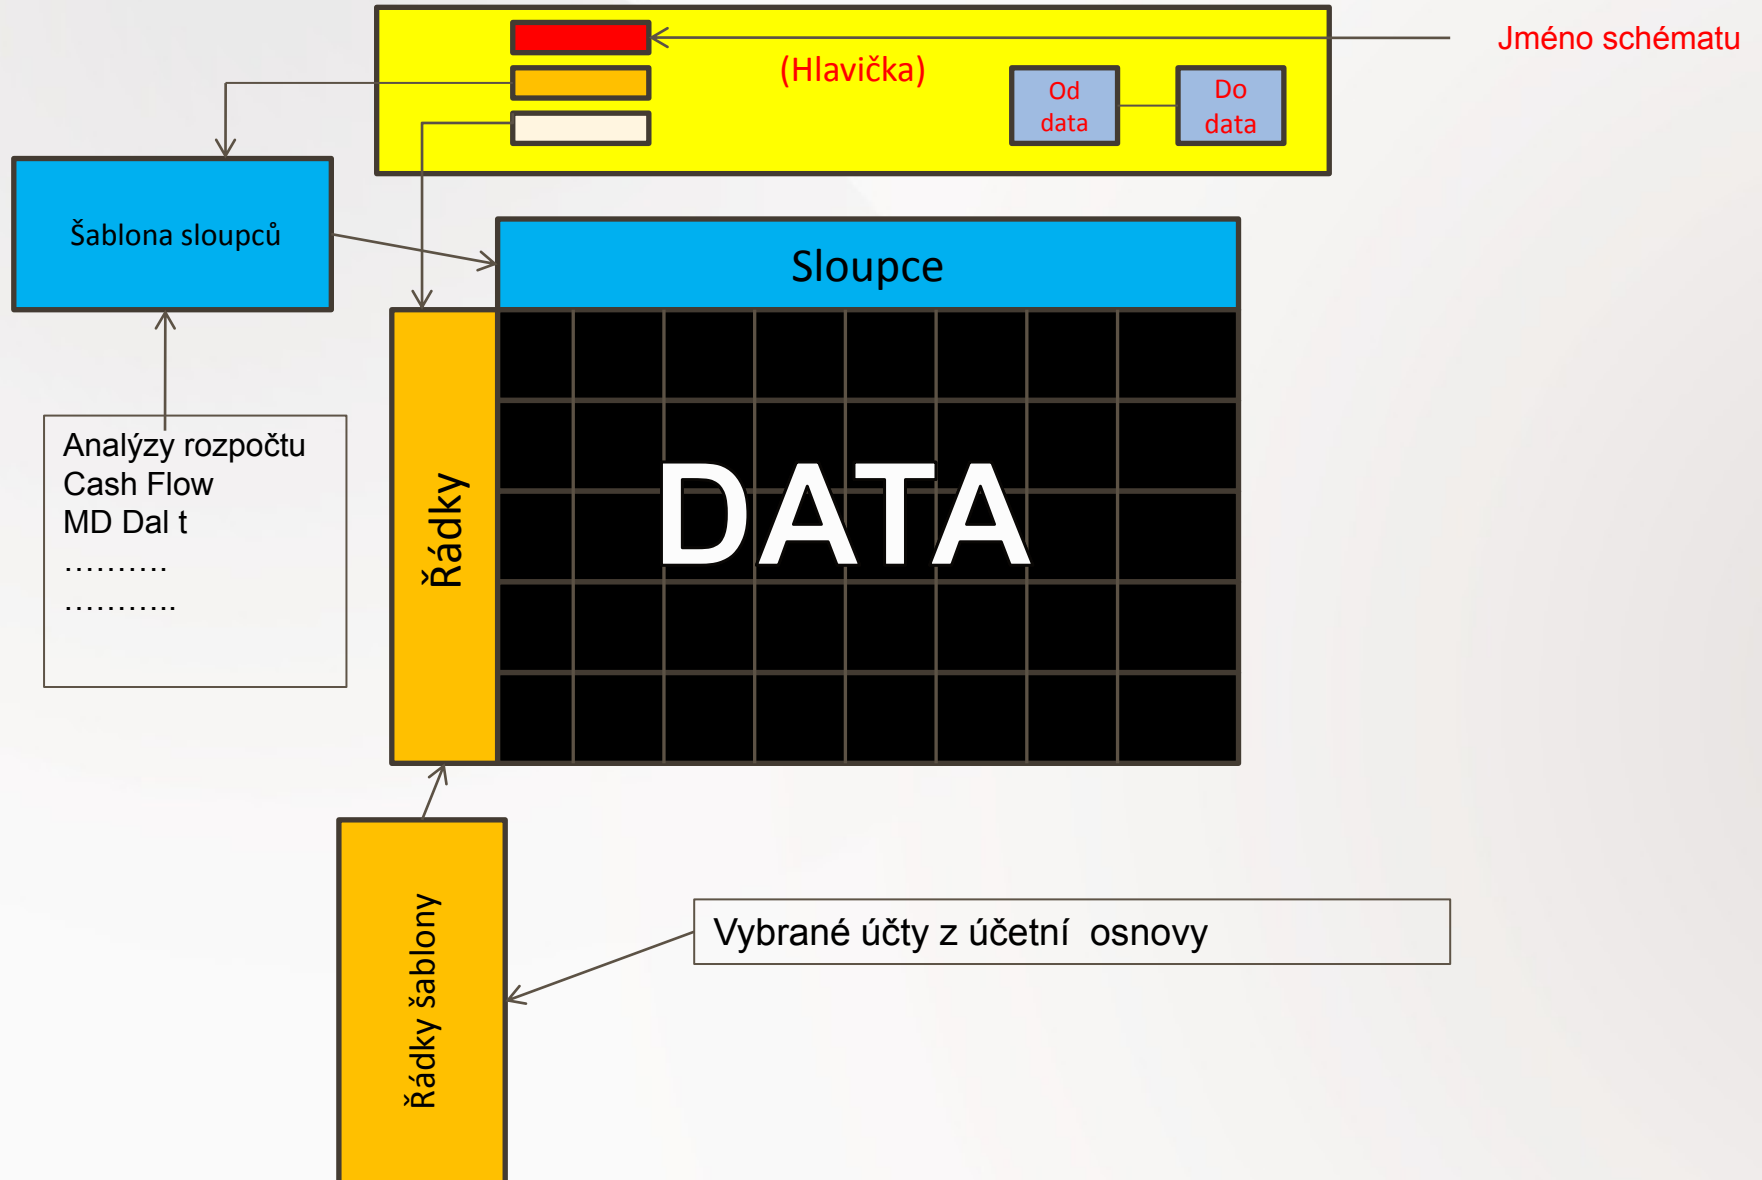 Jméno schématu
(Hlavička)
Od
data
Do
data
Šablona sloupců
Sloupce
Analýzy rozpočtu
Cash Flow
MD Dal t
……….
………..
Řádky
DATA
Řádky šablony
Vybrané účty z účetní  osnovy